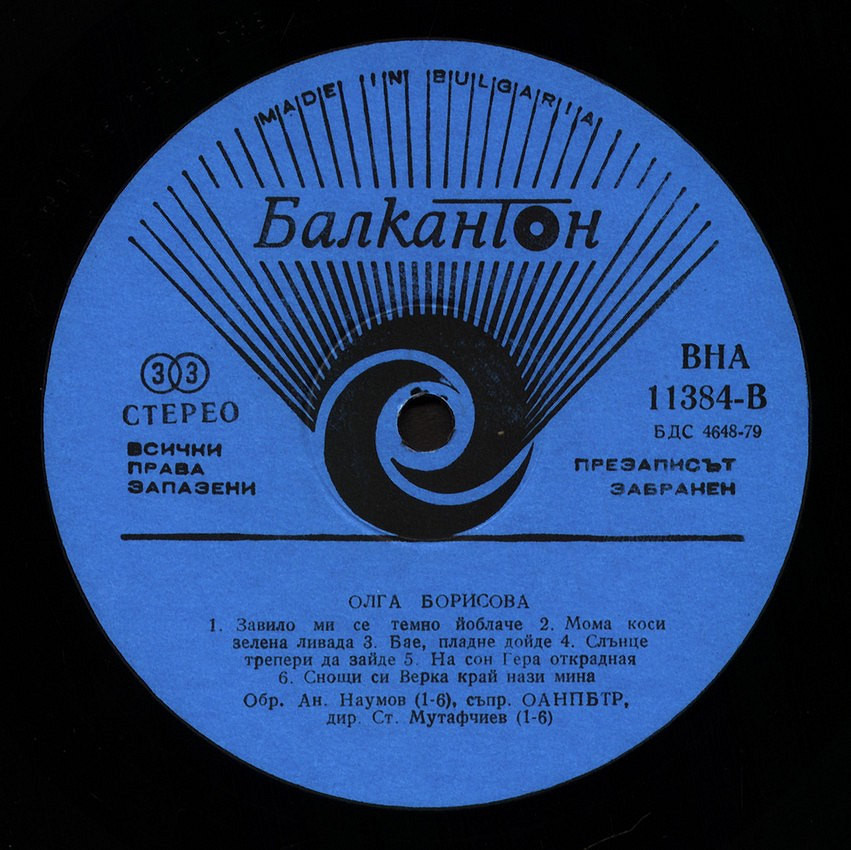 MADE IN BULGARIA
Балкантон
33
СТЕРЕО
ВСИЧКИ
ПРАВА
ЗАПАЗЕНИ
ВНА
11384-В
БДС 4648-79
ПРЕЗАПИСЪТ
ЗАБРАНЕН
ОЛГА БОРИСОВА
1. Завило ми се темно йоблаче 2. Мома коси
зелена ливада 3. Бае, пладне дойде 4. Слънце
трепери да зайде 5. На сон Гера открадная
6. Снощи си Верка край нази мина
Обр. Ан. Наумов (1-6), съпр. ОАНПБТР,
дир. Ст. Мутафчиев (1-6)